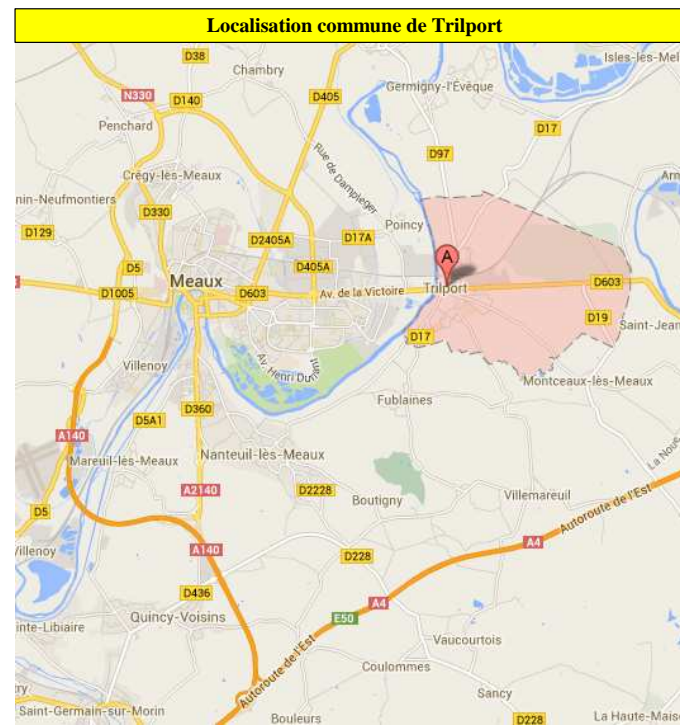 Localisation commune de Trilport
D38
Isles-les-Mel
Chambry
Germigny-l'Évêque
N330
D140
D405
Penchard
D17
D97
Rue de Dampleger
Crégy-lès-Meaux
Arm
nin-Neufmontiers
D330
Poincy
D129
D2405A
D17A
D5
D405A
A
Meaux
D603
Trilport
D1005
D603
Av. de la Victoire
D19
Saint-Jean
D17
Villenoy
Av. Henri Dunant
Montceaux-lès-Meaux
D360
Fublaines
D5A1
A140
Nanteuil-lès-Meaux
La Noue
Mareuil-lès-Meaux
A2140
D2228
Boutigny
Villemareuil
D5
Autoroute de l'Est
A4
Villenoy
A140
D228
D436
A4
Quincy-Voisins
E50
inte-Libiaire
Vaucourtois
Autoroute de l'Est
Coulommes
try
Sancy
Saint-Germain-sur-Morin
Bouleurs
D228
La Haute-Maiso